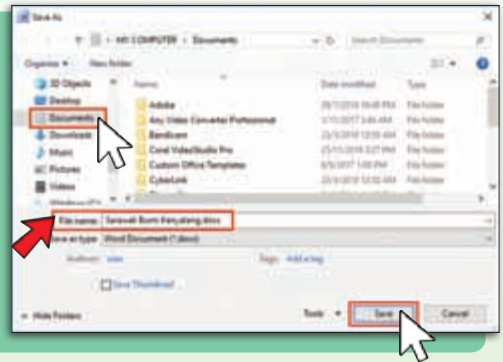 Save As
MY COMPUTER › Documents
Search Documents
Organise New folder
3D Objects
Desktop
Documents
Downloads
Music
Pictures
Videos
Name Date modified Type
Adobe File folder
Any Video Converter Professional File folder
Bandicam File folder
Corel VideoStudio Pro File folder
Custom Office Templates File folder
CyberLink File folder
File name: Sarawak Bumi Kenyalang.docx
Save as type: Word Document (*.docx)
Authors: Tags: Add a tag
Save Thumbnail
Hide Folders Tools Save Cancel